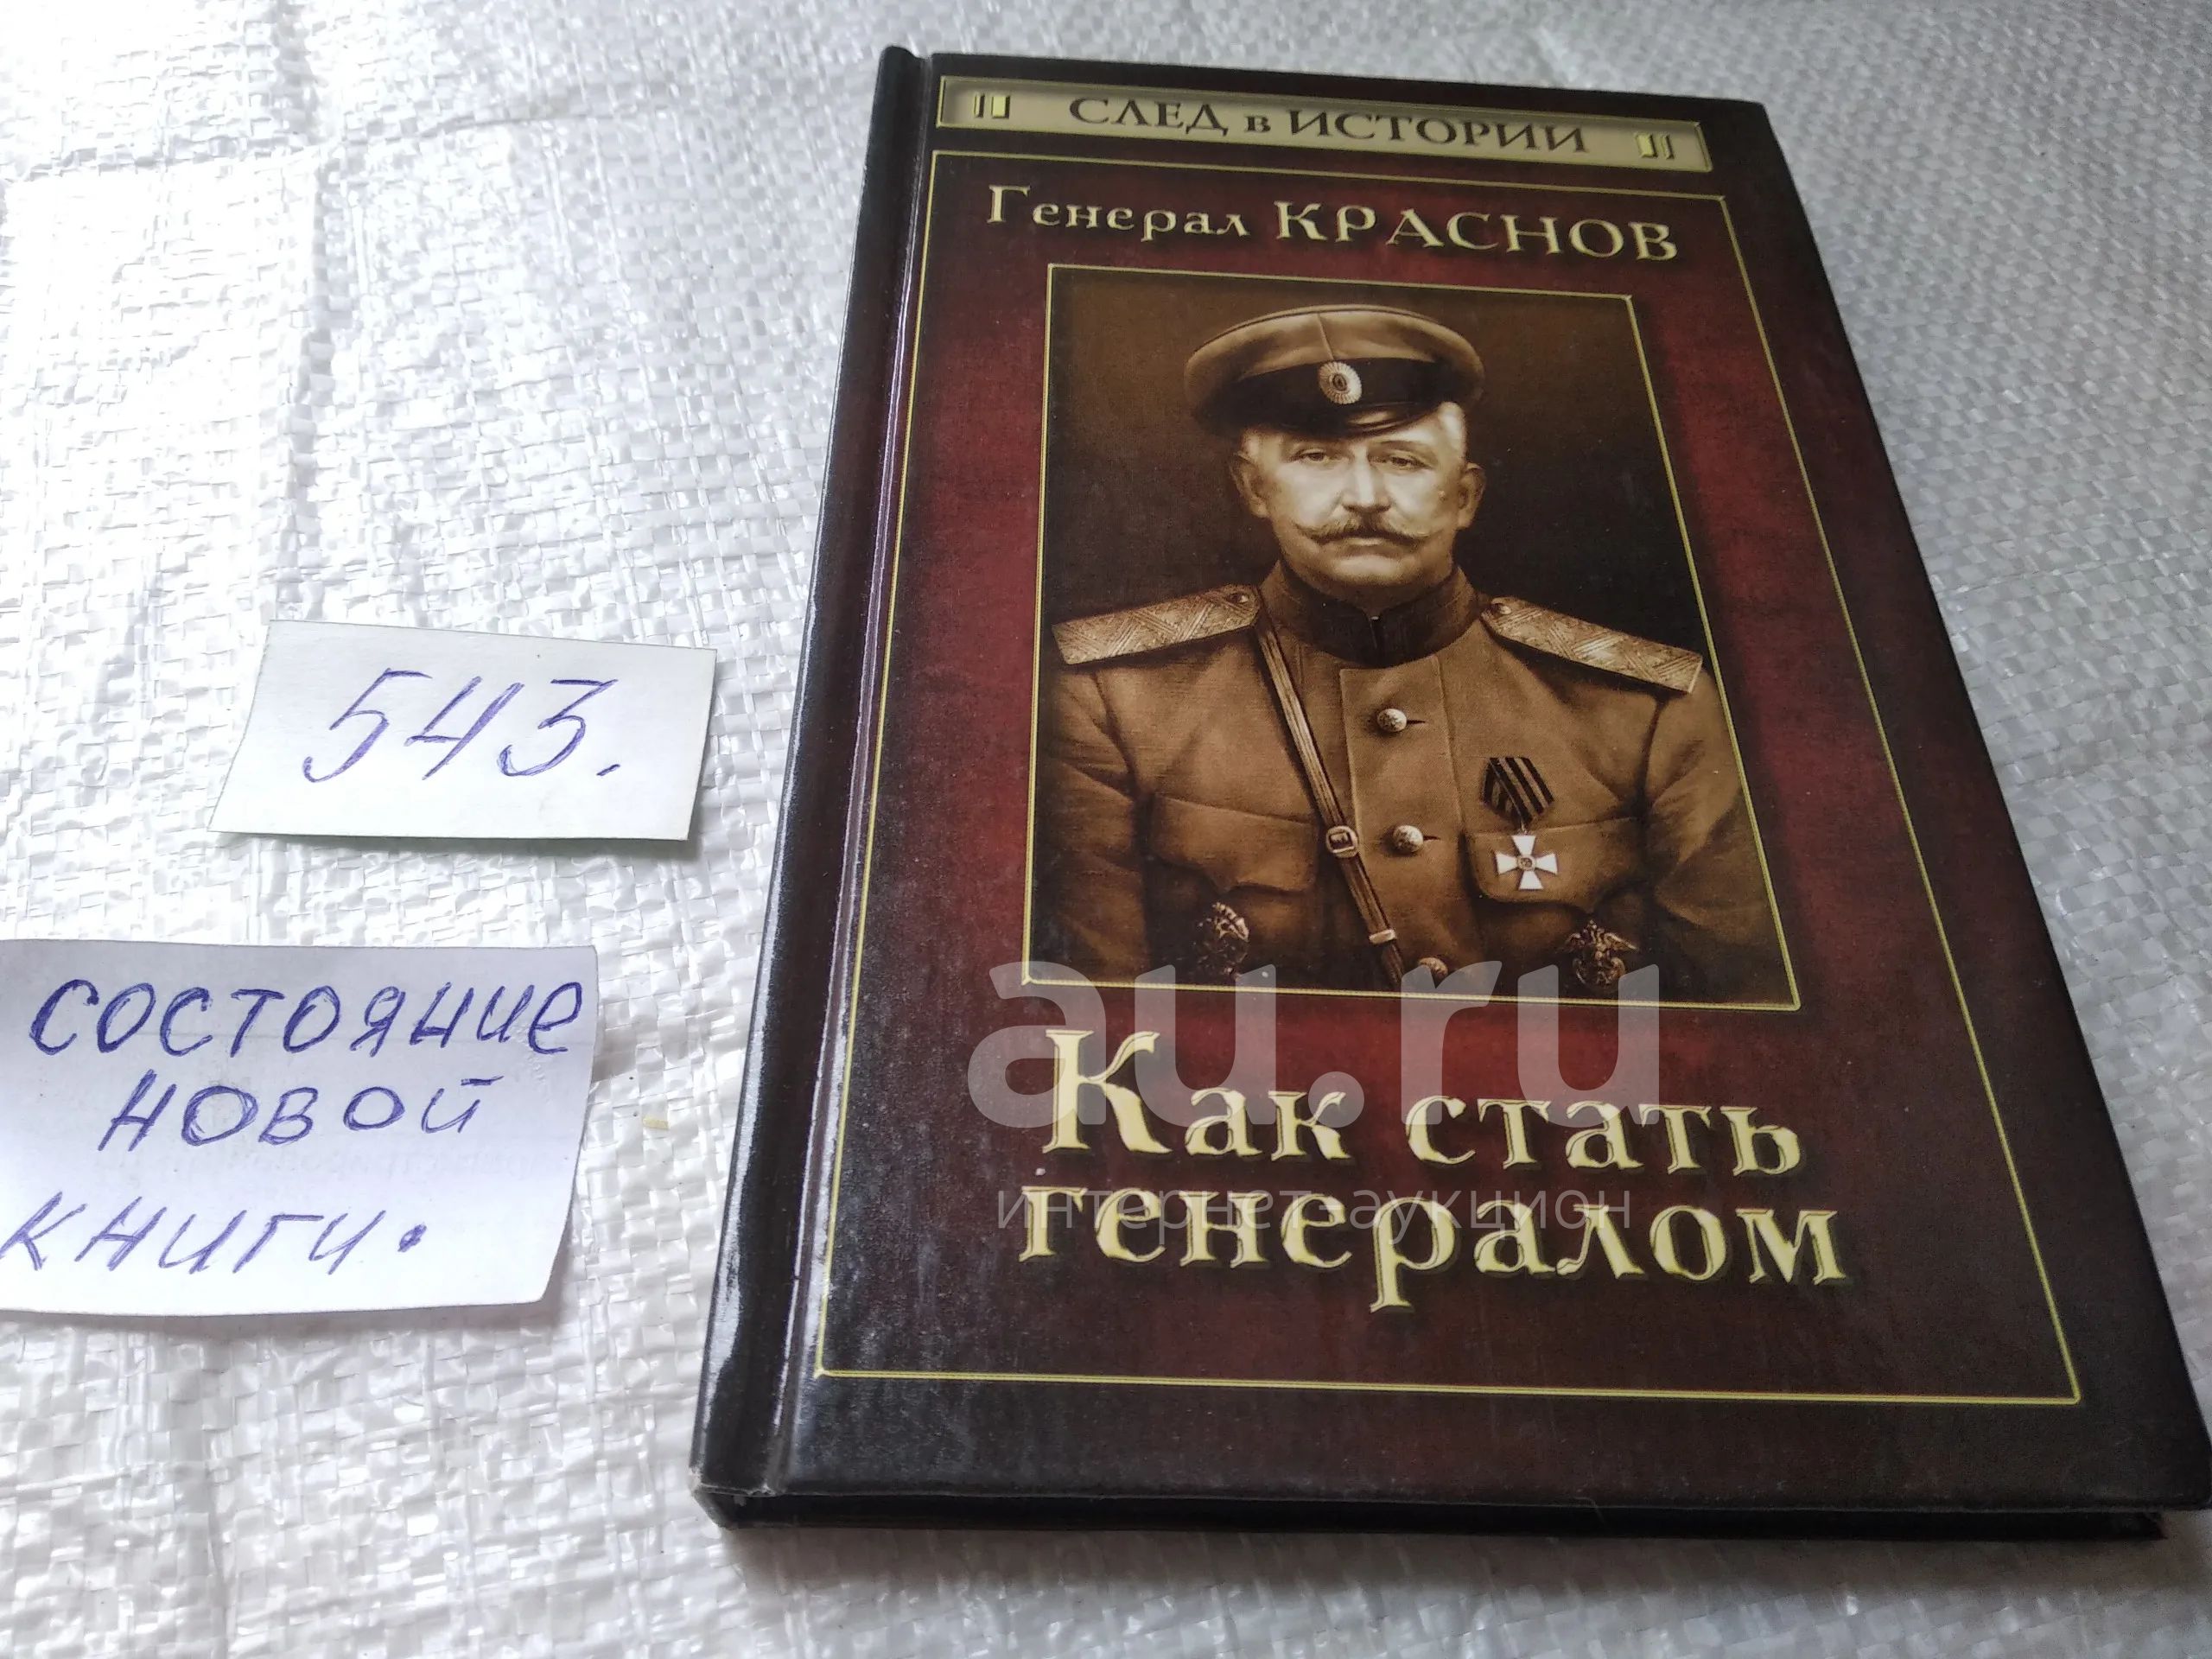 СЛЕД в ИСТОРИИ
Генерал КРАСНОВ
543.
состояние
новой
книги.
au.ru
Как стать
интернет-аукцион
генералом